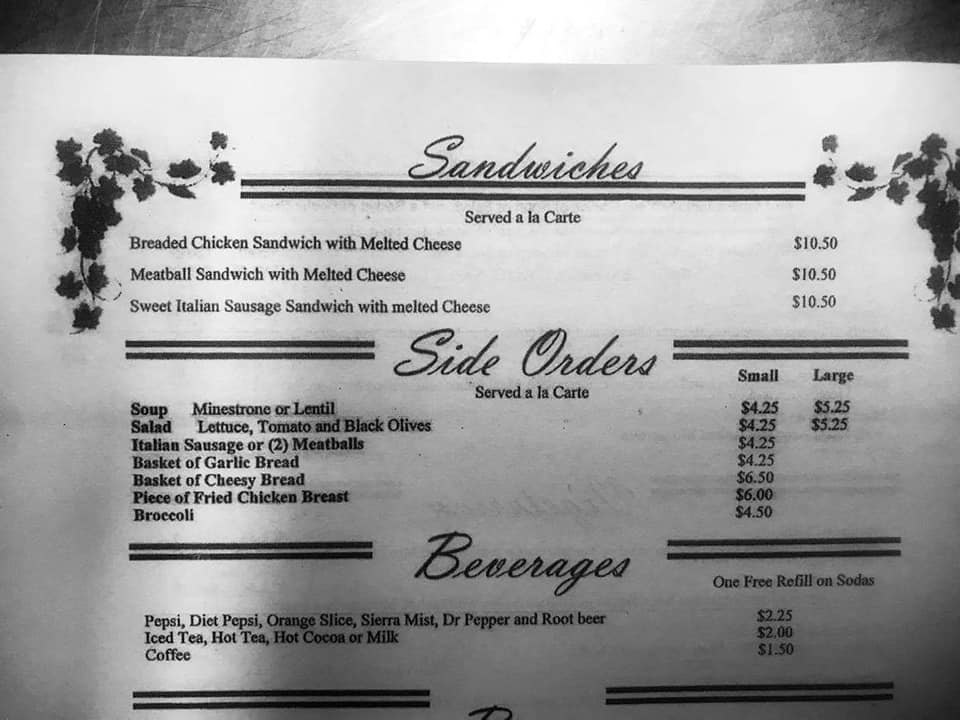 Sandwiches
Served a la Carte
Breaded Chicken Sandwich with Melted Cheese $10.50
Meatball Sandwich with Melted Cheese $10.50
Sweet Italian Sausage Sandwich with melted Cheese $10.50
Side Orders
Served a la Carte
Small Large
Soup Minestrone or Lentil $4.25 $5.25
Salad Lettuce, Tomato and Black Olives $4.25 $5.25
Italian Sausage or (2) Meatballs $4.25
Basket of Garlic Bread $4.25
Basket of Cheesy Bread $6.50
Piece of Fried Chicken Breast $6.00
Broccoli $4.50
Beverages
One Free Refill on Sodas
Pepsi, Diet Pepsi, Orange Slice, Sierra Mist, Dr Pepper and Root beer $2.25
Iced Tea, Hot Tea, Hot Cocoa or Milk $2.00
Coffee $1.50